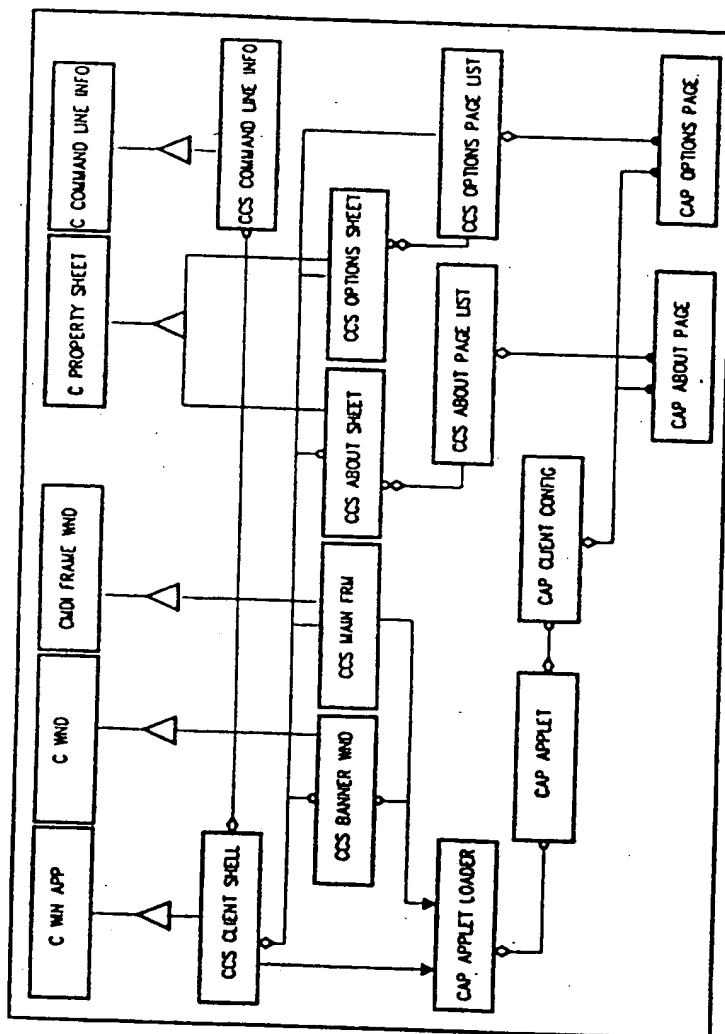 C WIN APP
C WND
CMDI FRAME WND
C PROPERTY SHEET
C COMMAND LINE INFO
CCS CLIENT SHELL
CCS COMMAND LINE INFO
CCS BANNER WND
CCS MAIN FRM
CCS ABOUT SHEET
CCS OPTIONS SHEET
CCS ABOUT PAGE LIST
CCS OPTIONS PAGE LIST
CAP APPLET LOADER
CAP APPLET
CAP CLIENT CONFIG
CAP ABOUT PAGE
CAP OPTIONS PAGE.